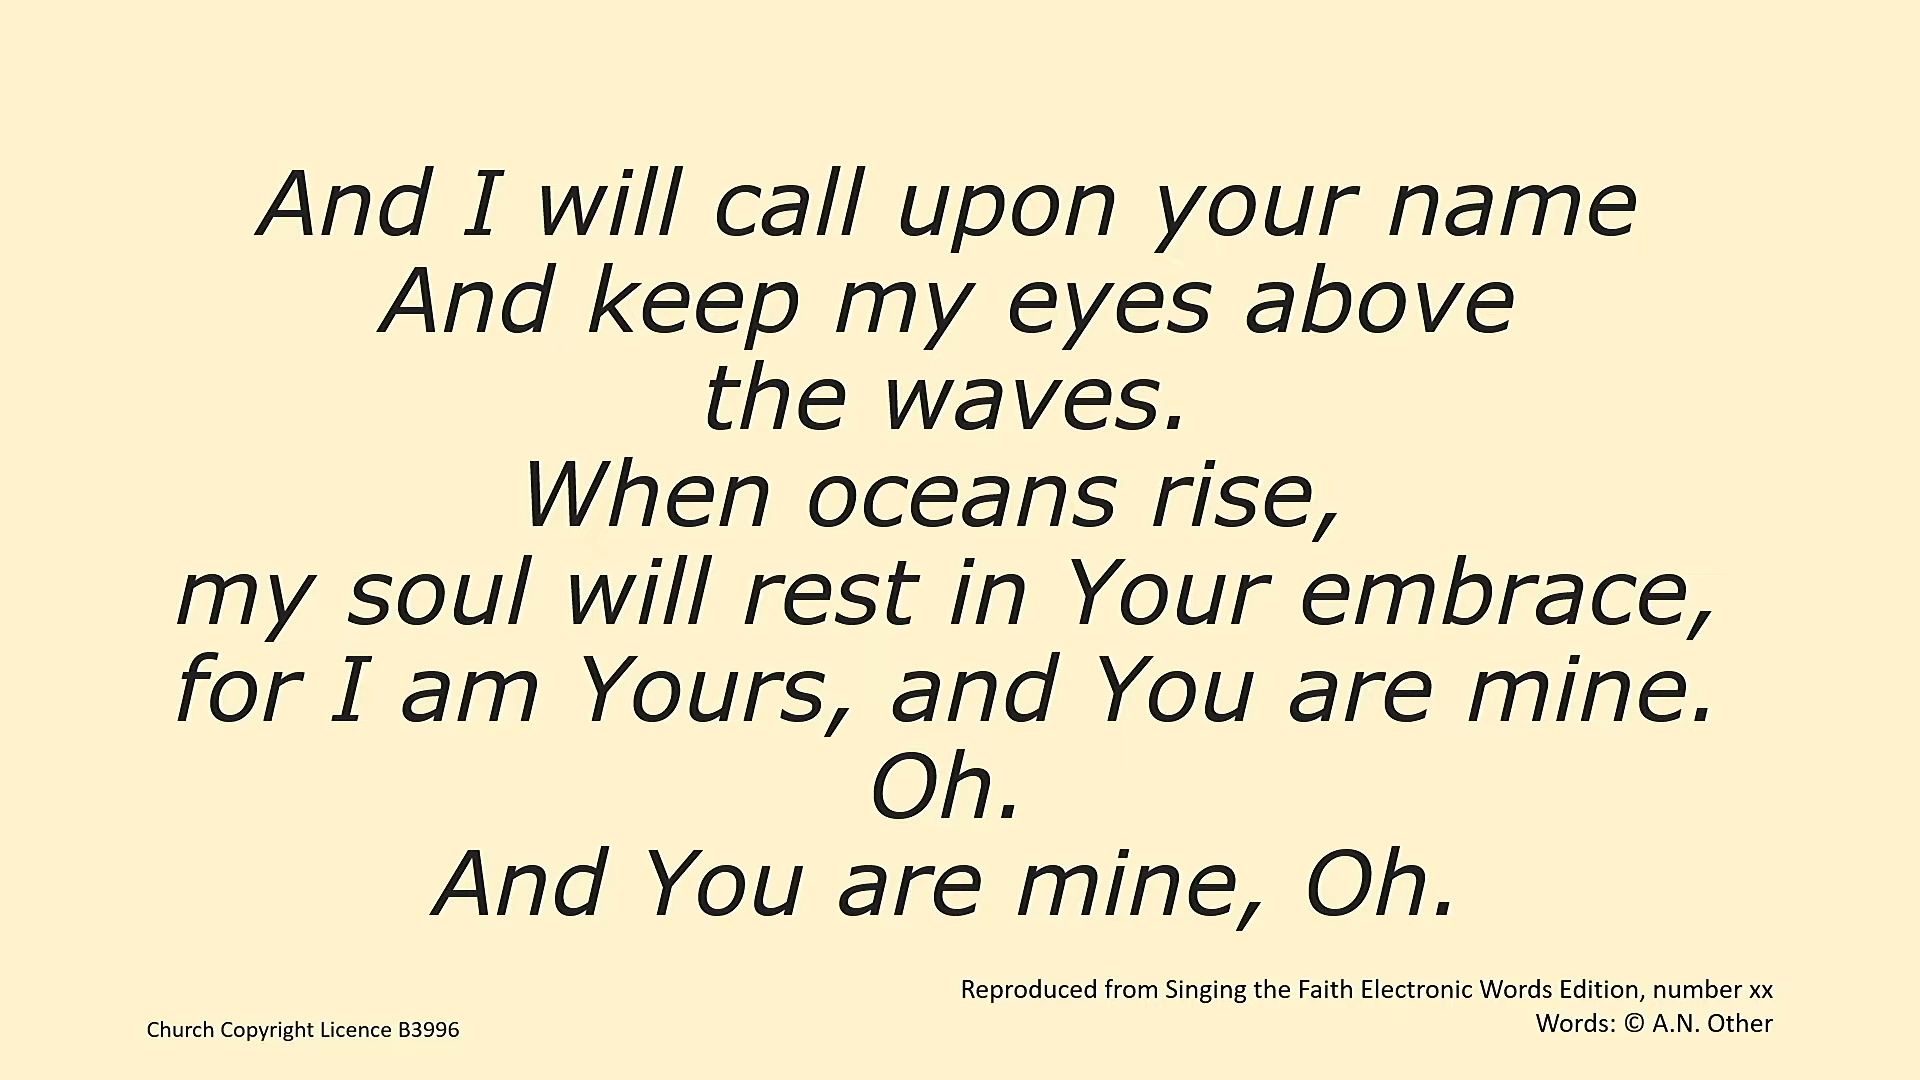 And I will call upon your name
And keep my eyes above
the waves.
When oceans rise,
my soul will rest in Your embrace,
for I am Yours, and You are mine.
Oh.
And You are mine, Oh.
Reproduced from Singing the Faith Electronic Words Edition, number xx
Words: © A.N. Other
Church Copyright Licence B3996